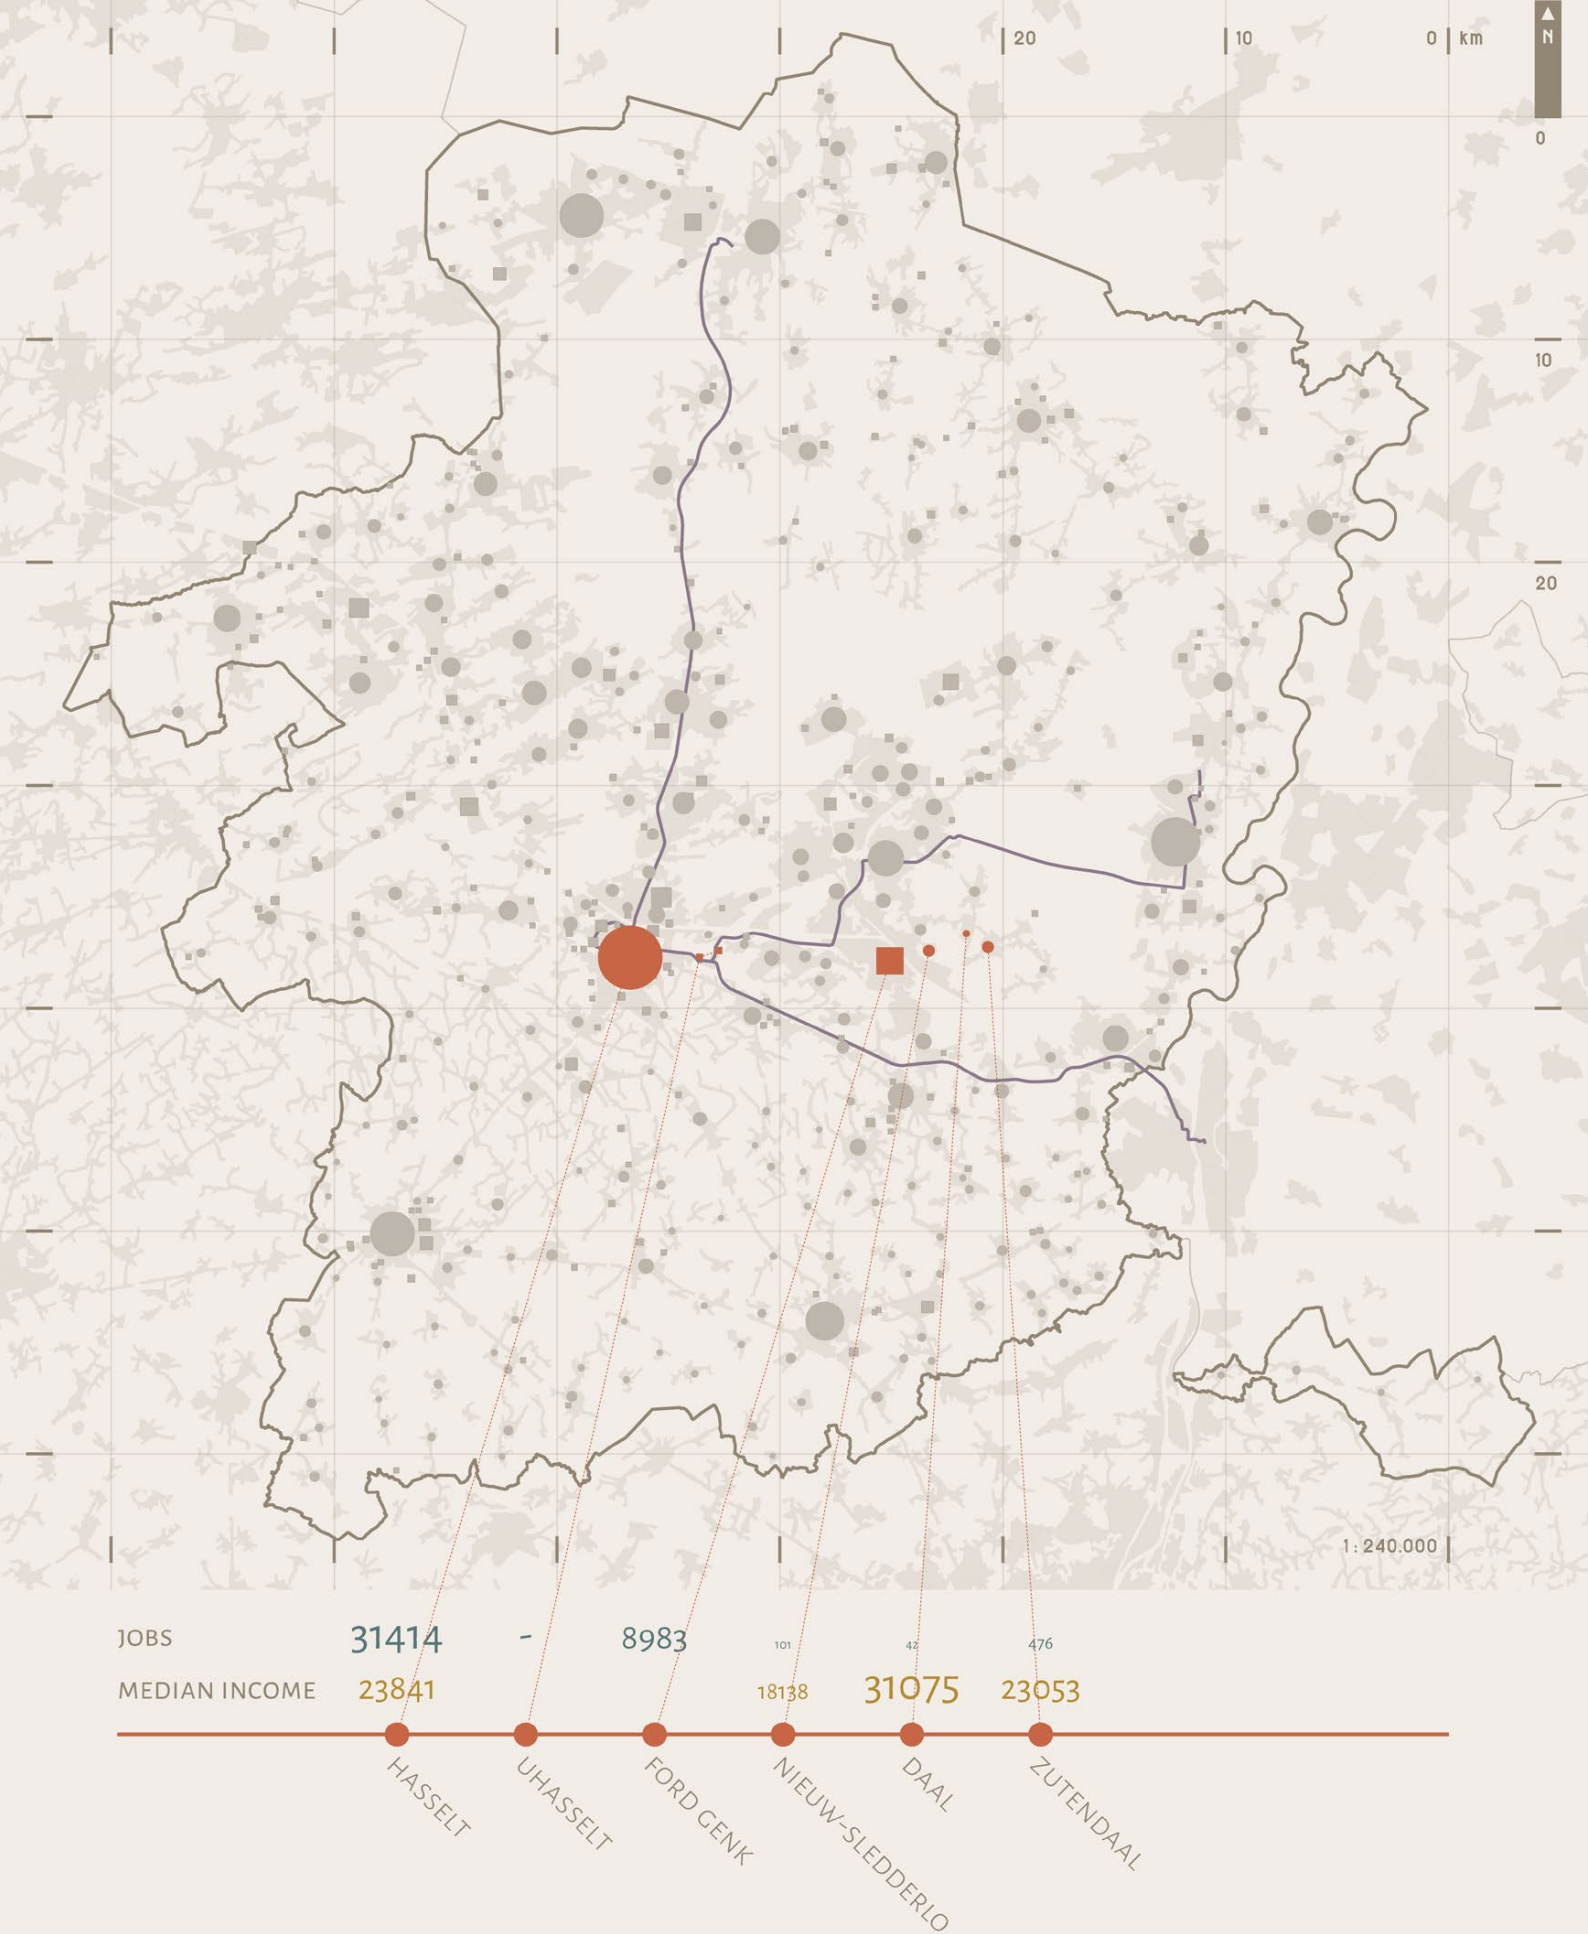 20
10
0 km
N
0
10
20
1:240.000
JOBS 31414 - 8983 101 42 476
MEDIAN INCOME 23841 18138 31075 23053
HASSELT
UHASSELT
FORD GENK
NIEUW-SLEDDERLO
DAAL
ZUTENDAAL